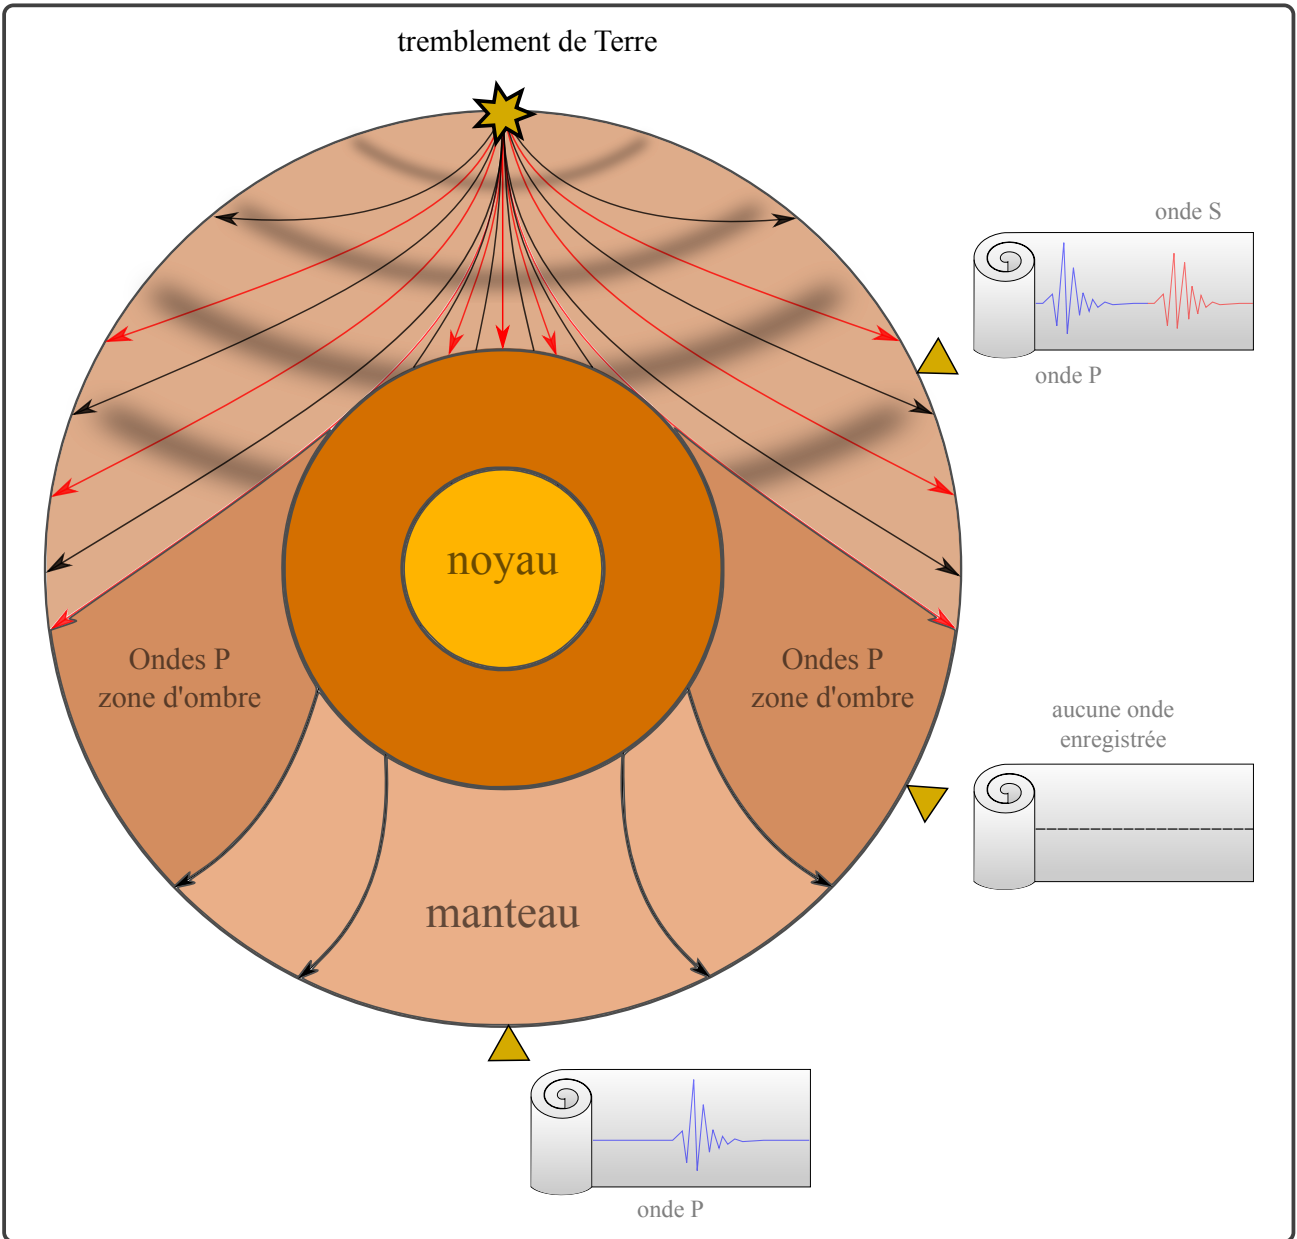 tremblement de Terre
onde S
onde P
noyau
Ondes P
zone d'ombre
Ondes P
zone d'ombre
aucune onde
enregistrée
manteau
onde P